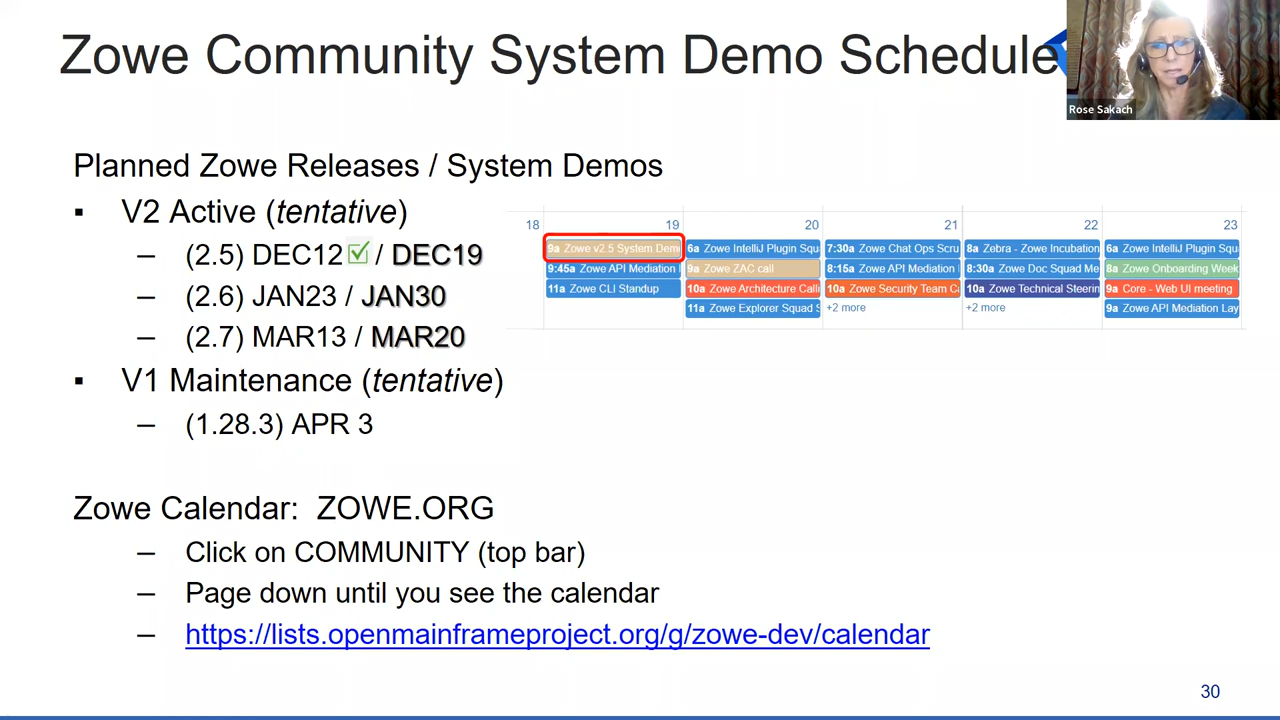 Zowe Community System Demo Schedule
Rose Sakach
Planned Zowe Releases / System Demos
▪ V2 Active (tentative)
– (2.5) DEC12 ✅ / DEC19
– (2.6) JAN23 / JAN30
– (2.7) MAR13 / MAR20
▪ V1 Maintenance (tentative)
– (1.28.3) APR 3
18 19 20 21 22 23
9a Zowe v2.5 System Dem 6a Zowe IntelliJ Plugin Squ 7:30a Zowe Chat Ops Scru 8a Zebra - Zowe Incubation 6a Zowe IntelliJ Plugin Squ
9:45a Zowe API Mediation 9a Zowe ZAC call 8:15a Zowe API Mediation 8:30a Zowe Doc Squad Me 8a Zowe Onboarding Week
11a Zowe CLI Standup 10a Zowe Architecture Call 10a Zowe Security Team C 10a Zowe Technical Steerin 9a Core - Web UI meeting
11a Zowe Explorer Squad S +2 more +2 more 9a Zowe API Mediation Lay
Zowe Calendar: ZOWE.ORG
– Click on COMMUNITY (top bar)
– Page down until you see the calendar
– https://lists.openmainframeproject.org/g/zowe-dev/calendar
30